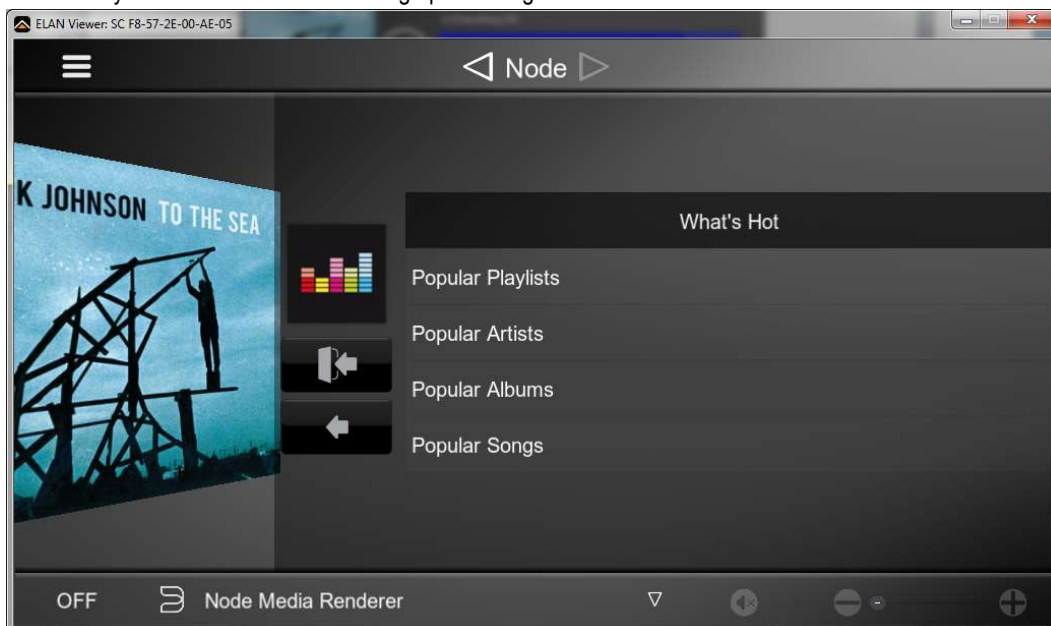 ELAN Viewer: SC F8-57-2E-00-AE-05
Node
K JOHNSON TO THE SEA
What's Hot
Popular Playlists
Popular Artists
Popular Albums
Popular Songs
OFF
Node Media Renderer